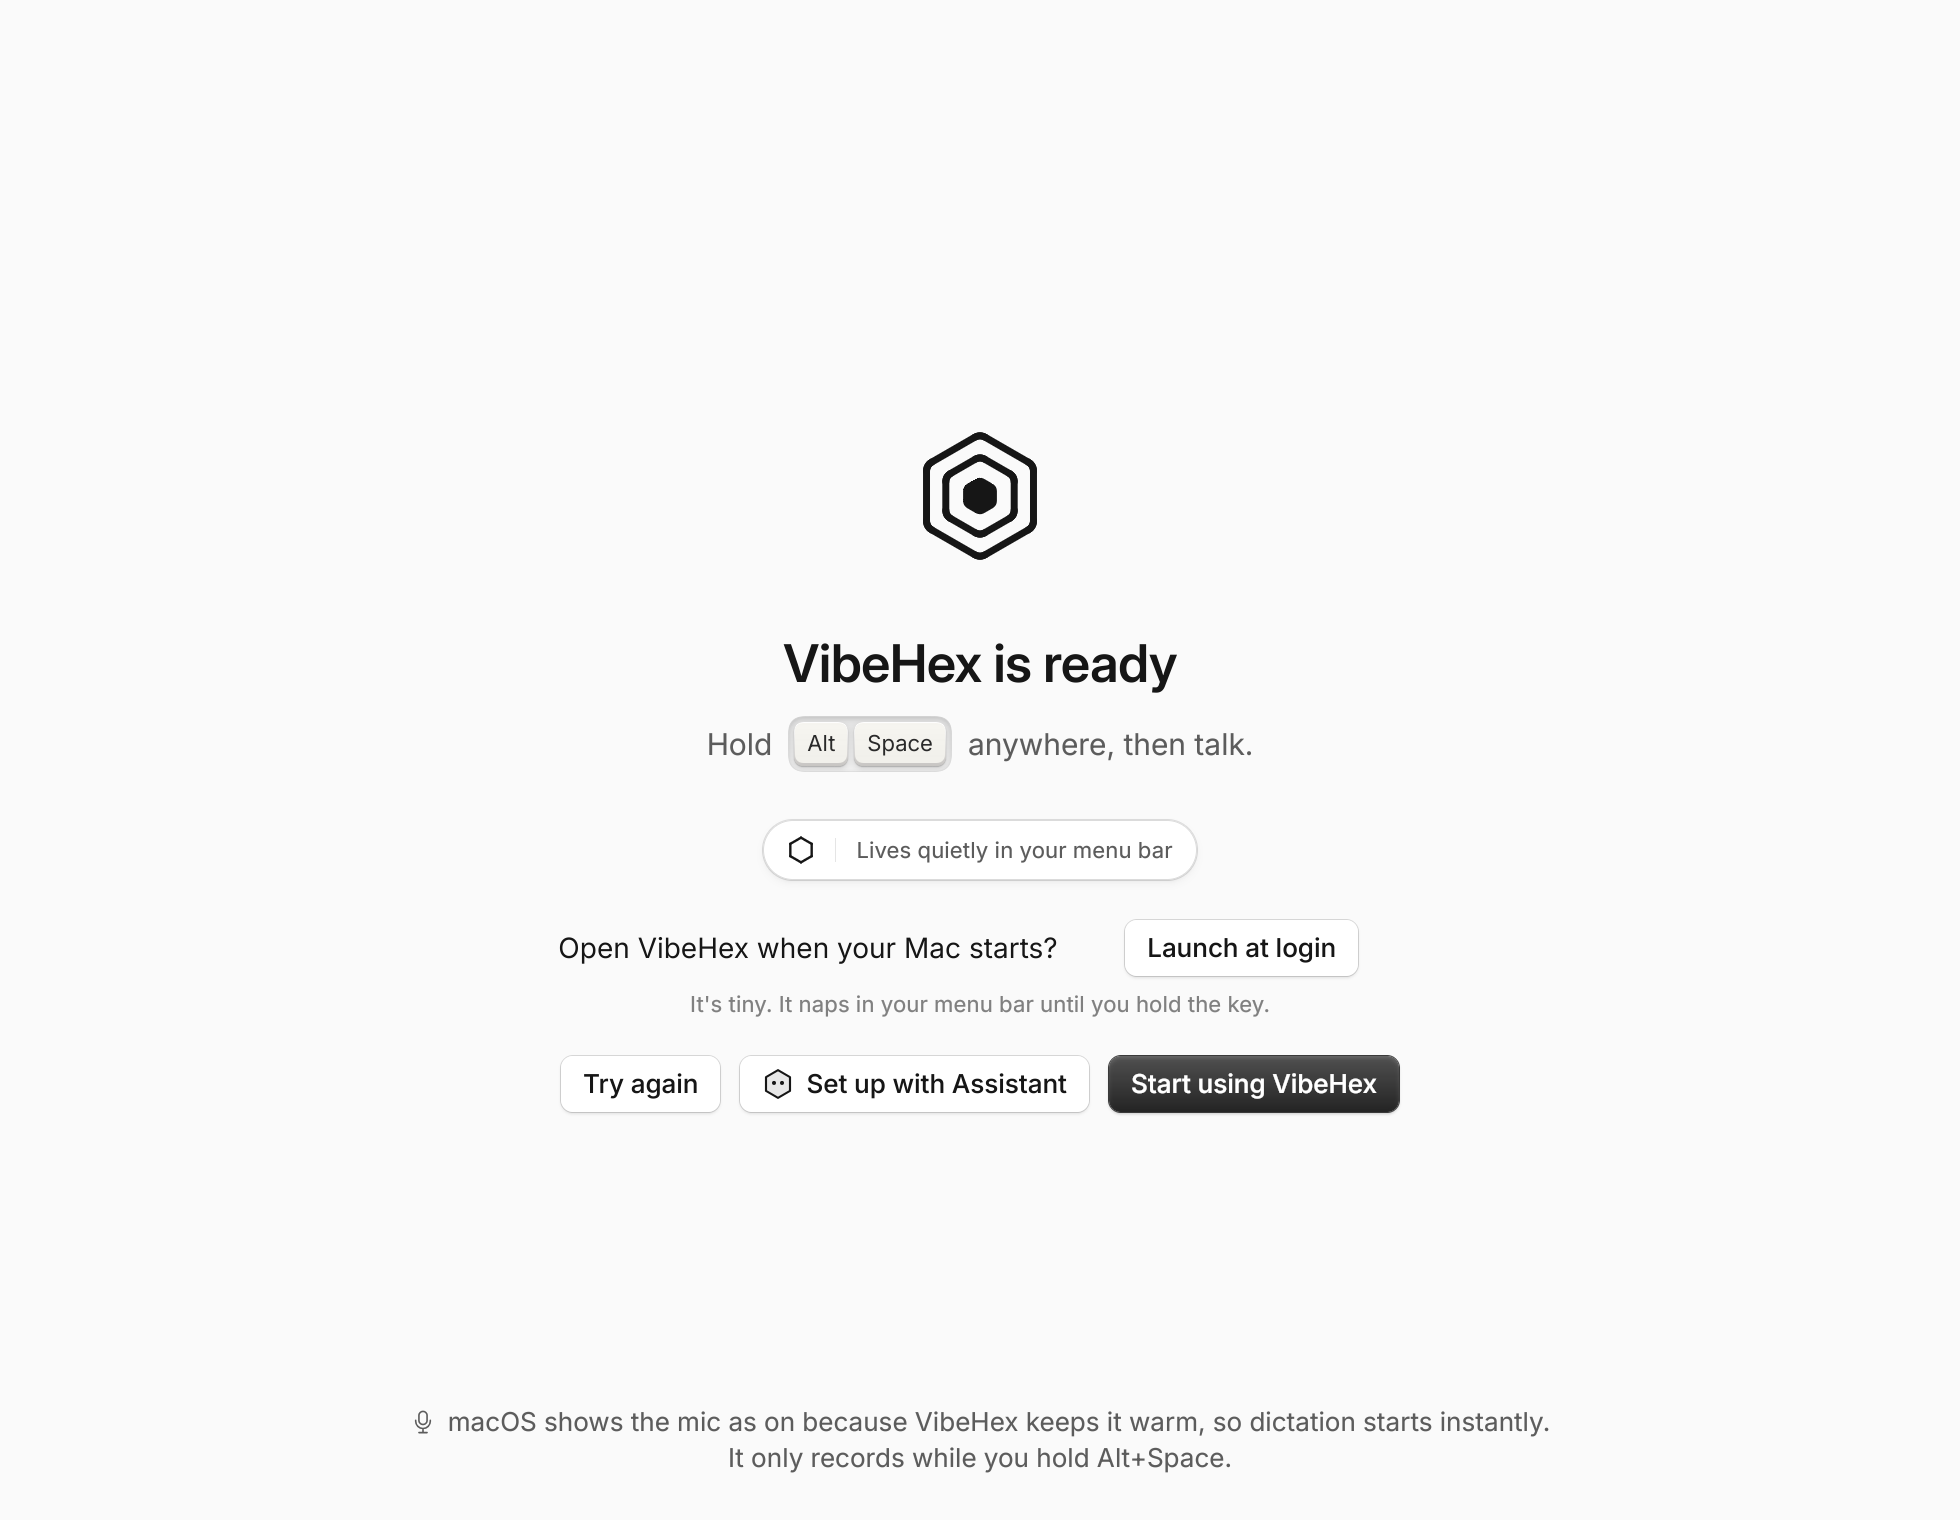 VibeHex is ready
Hold Alt Space anywhere, then talk.
Lives quietly in your menu bar
Open VibeHex when your Mac starts? Launch at login
It's tiny. It naps in your menu bar until you hold the key.
Try again Set up with Assistant Start using VibeHex
macOS shows the mic as on because VibeHex keeps it warm, so dictation starts instantly.
It only records while you hold Alt+Space.